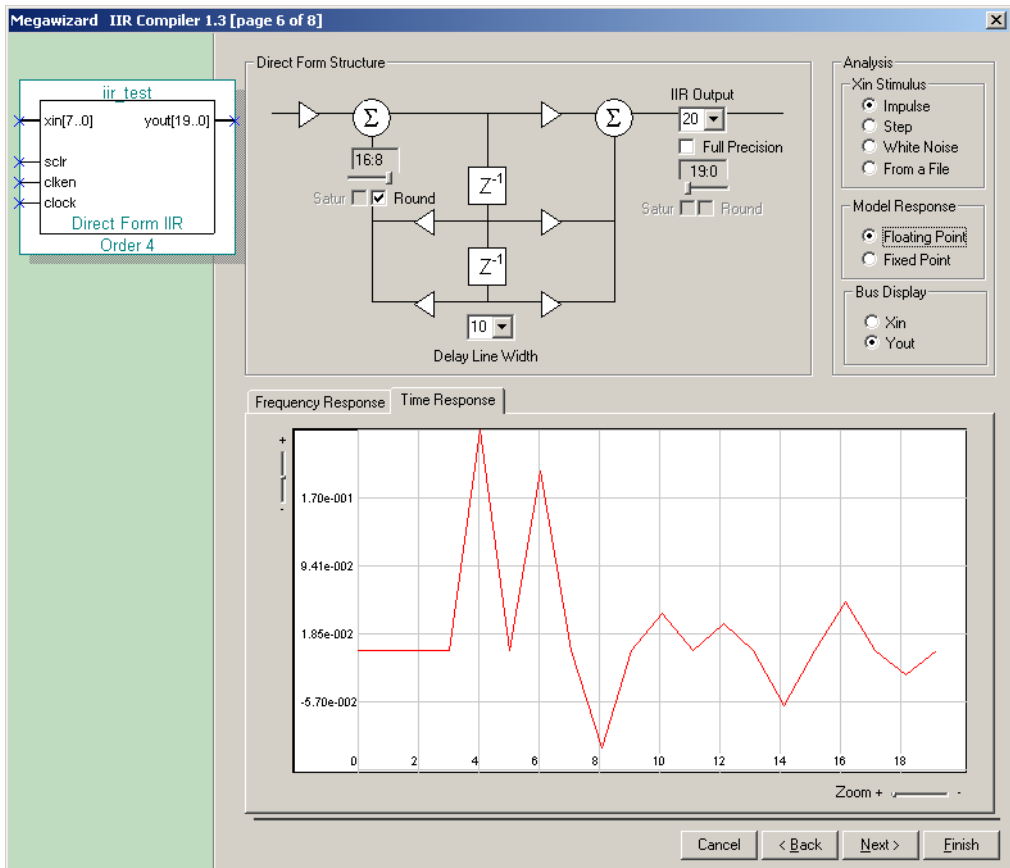 Megawizard IIR Compiler 1.3 [page 6 of 8]
iir_test
xin[7..0] yout[19..0]
sclr
clken
clock
Direct Form IIR
Order 4
Direct Form Structure
Σ
16:8
Satur Round
Z-1
Z-1
10
Delay Line Width
Σ
IIR Output
20
Full Precision
19:0
Satur Round
Analysis
Xin Stimulus
Impulse
Step
White Noise
From a File
Model Response
Floating Point
Fixed Point
Bus Display
Xin
Yout
Frequency Response Time Response
+
-
1.70e-001
9.41e-002
1.85e-002
-5.70e-002
0 2 4 6 8 10 12 14 16 18
Zoom + -
Cancel < Back Next > Finish